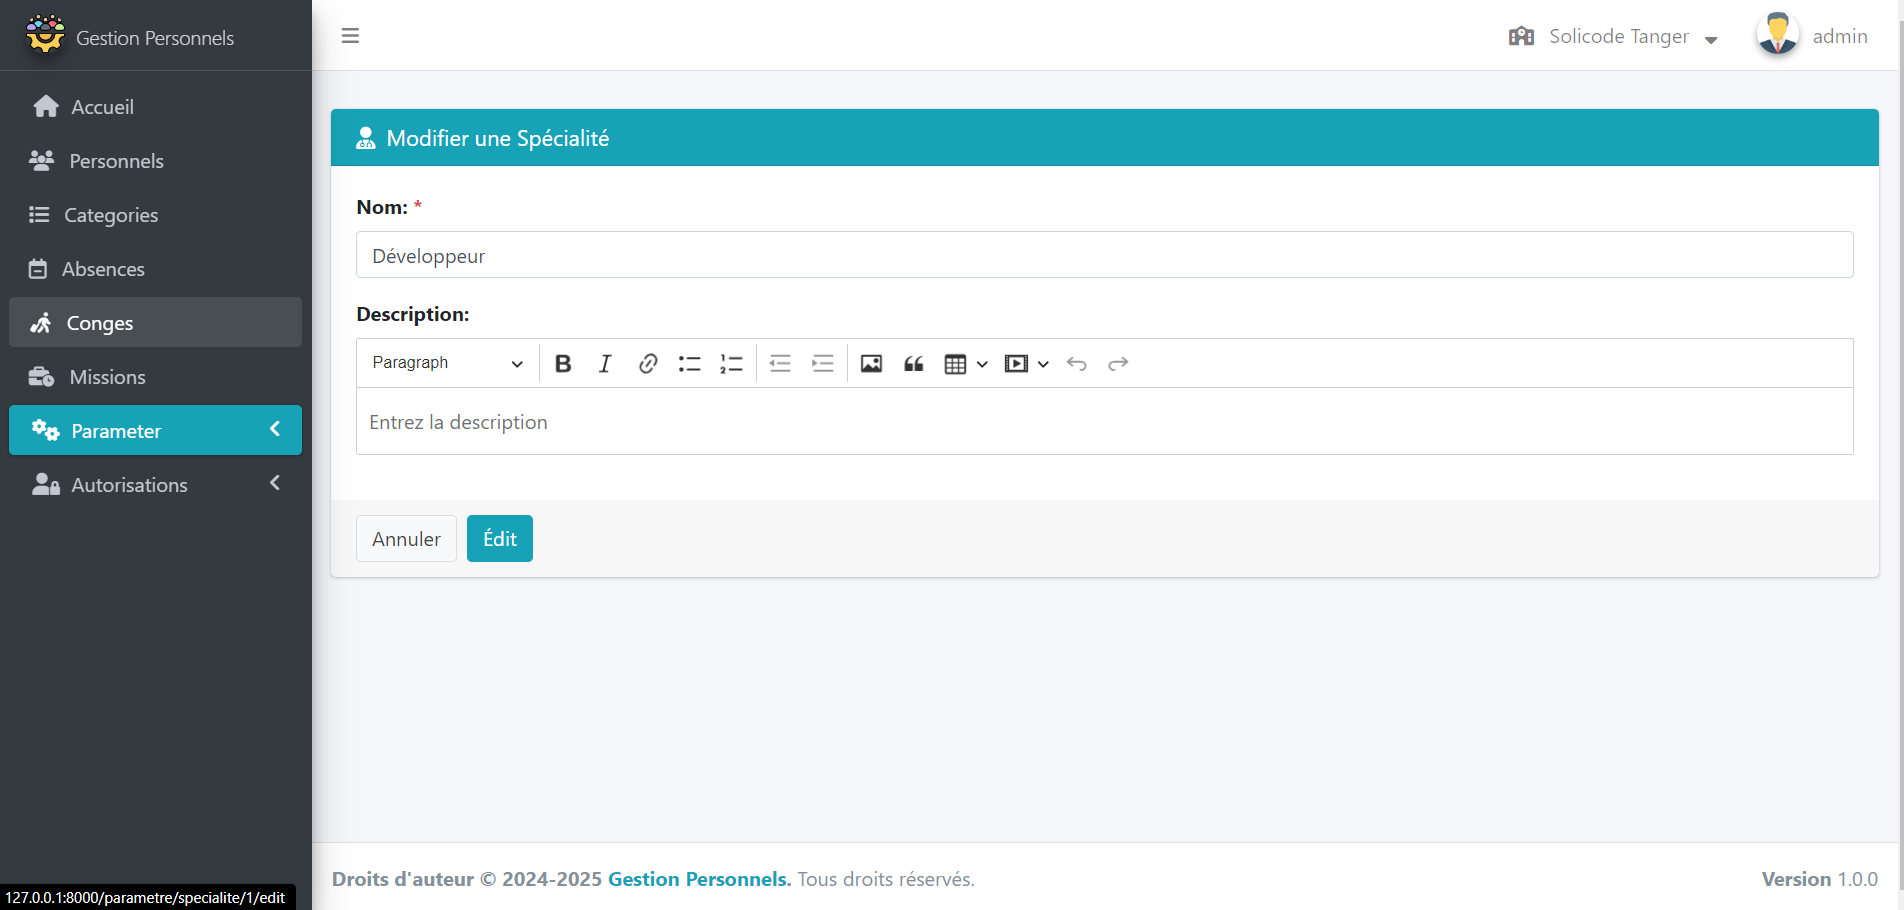 Gestion Personnels
Accueil
Personnels
Categories
Absences
Conges
Missions
Parameter
Autorisations
127.0.0.1:8000/parametre/specialite/1/edit
Solicode Tanger
admin
Modifier une Spécialité
Nom: *
Développeur
Description:
Paragraph
Entrez la description
Annuler
Édit
Droits d'auteur © 2024-2025 Gestion Personnels. Tous droits réservés.
Version 1.0.0